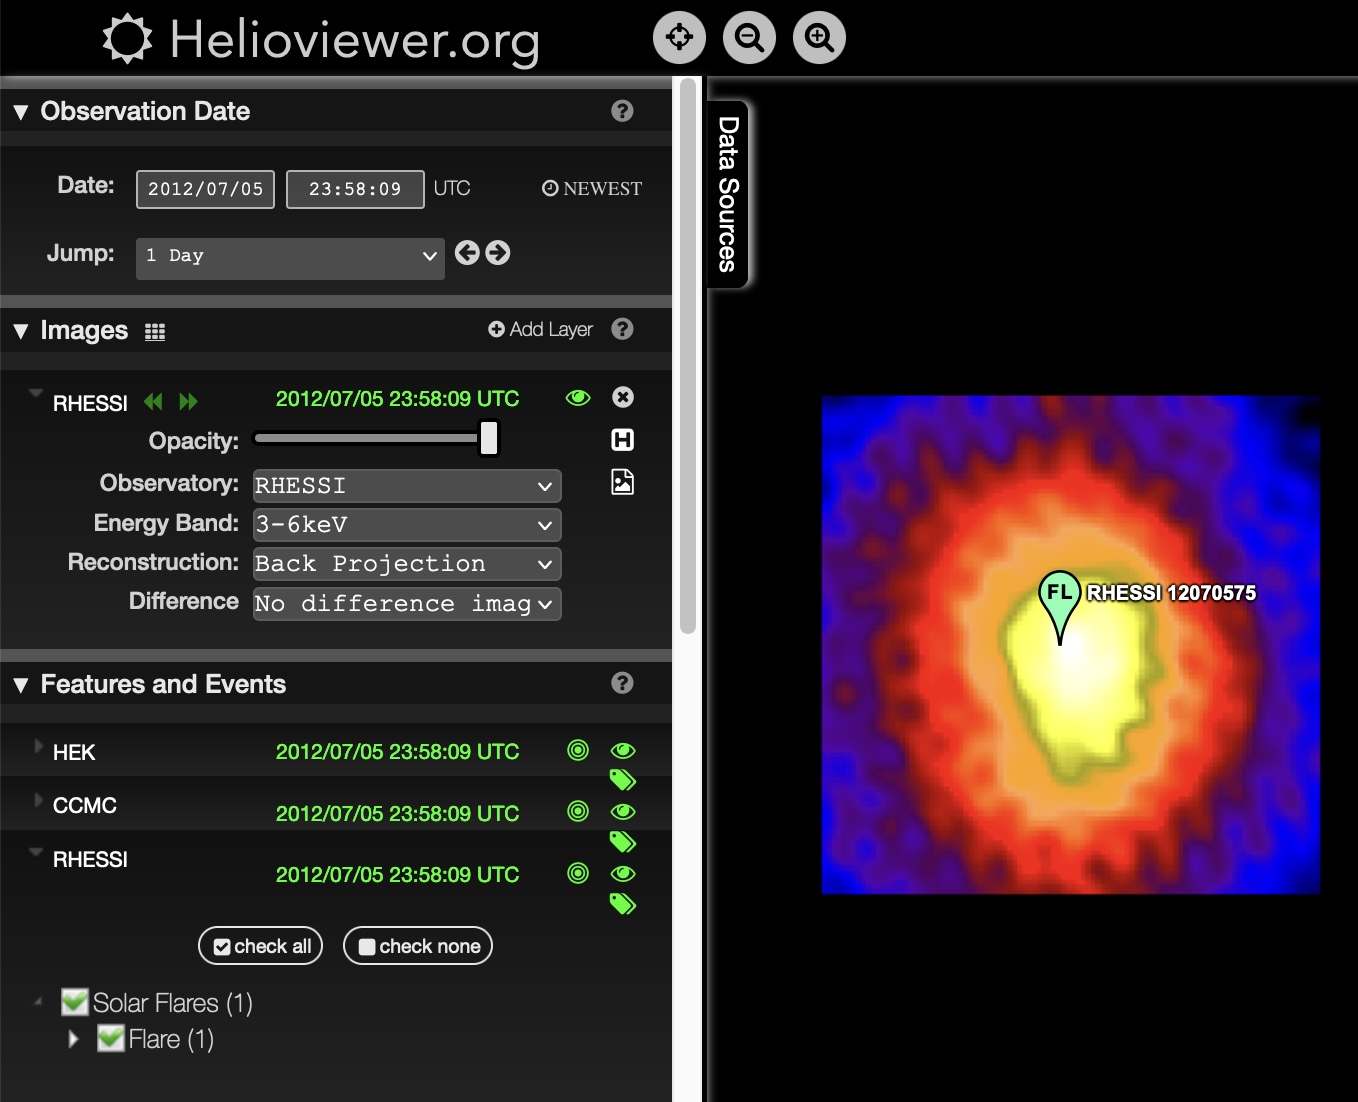 Helioviewer.org
Observation Date ?
Date: 2012/07/05 23:58:09 UTC NEWEST
Jump: 1 Day
Images Add Layer ?
RHESSI 2012/07/05 23:58:09 UTC
Opacity: H
Observatory: RHESSI
Energy Band: 3-6keV
Reconstruction: Back Projection
Difference No difference imag
Features and Events ?
HEK 2012/07/05 23:58:09 UTC
CCMC 2012/07/05 23:58:09 UTC
RHESSI 2012/07/05 23:58:09 UTC
check all check none
Solar Flares (1)
Flare (1)
Data Sources
FL RHESSI 12070575